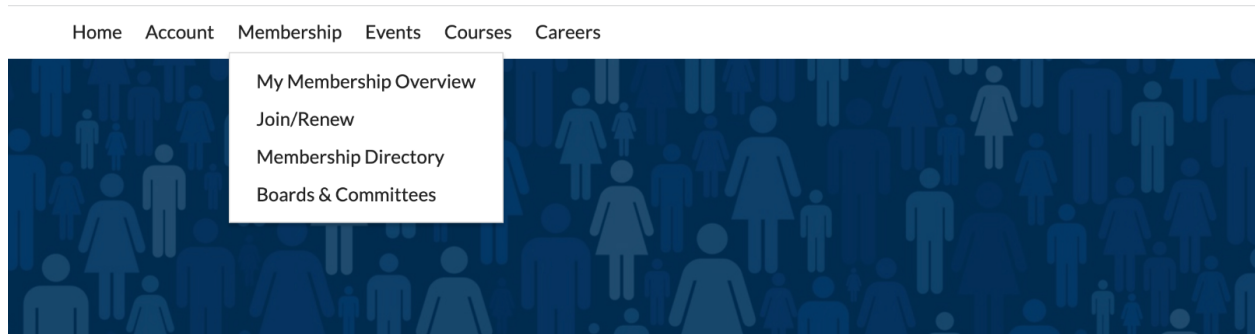 Home Account Membership Events Courses Careers
My Membership Overview
Join/Renew
Membership Directory
Boards & Committees